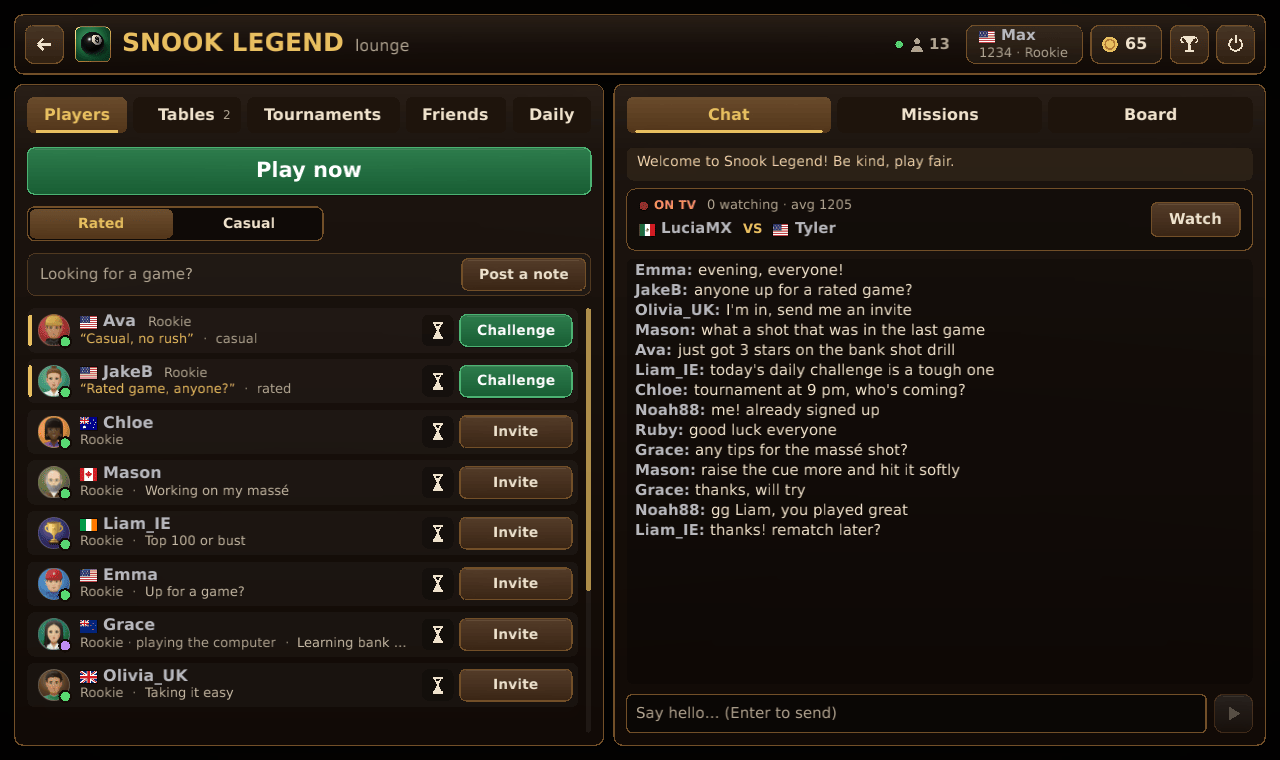 SNOOK LEGEND lounge
13
Max
1234 · Rookie
65
Players
Tables 2
Tournaments
Friends
Daily
Play now
Rated
Casual
Looking for a game?
Post a note
Ava Rookie
“Casual, no rush” · casual
Challenge
JakeB Rookie
“Rated game, anyone?” · rated
Challenge
Chloe
Rookie
Invite
Mason
Rookie · Working on my massé
Invite
Liam_IE
Rookie · Top 100 or bust
Invite
Emma
Rookie · Up for a game?
Invite
Grace
Rookie · playing the computer · Learning bank ...
Invite
Olivia_UK
Rookie · Taking it easy
Invite
Chat
Missions
Board
Welcome to Snook Legend! Be kind, play fair.
ON TV 0 watching · avg 1205
LuciaMX VS Tyler
Watch
Emma: evening, everyone!
JakeB: anyone up for a rated game?
Olivia_UK: I'm in, send me an invite
Mason: what a shot that was in the last game
Ava: just got 3 stars on the bank shot drill
Liam_IE: today's daily challenge is a tough one
Chloe: tournament at 9 pm, who's coming?
Noah88: me! already signed up
Ruby: good luck everyone
Grace: any tips for the massé shot?
Mason: raise the cue more and hit it softly
Grace: thanks, will try
Noah88: gg Liam, you played great
Liam_IE: thanks! rematch later?
Say hello... (Enter to send)